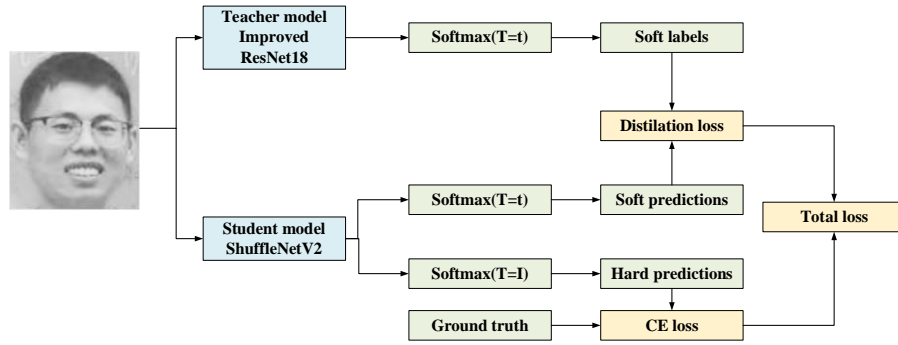 Teacher model
Improved
ResNet18
Softmax(T=t)
Soft labels
Distilation loss
Softmax(T=t)
Soft predictions
Student model
ShuffleNetV2
Total loss
Softmax(T=I)
Hard predictions
Ground truth
CE loss